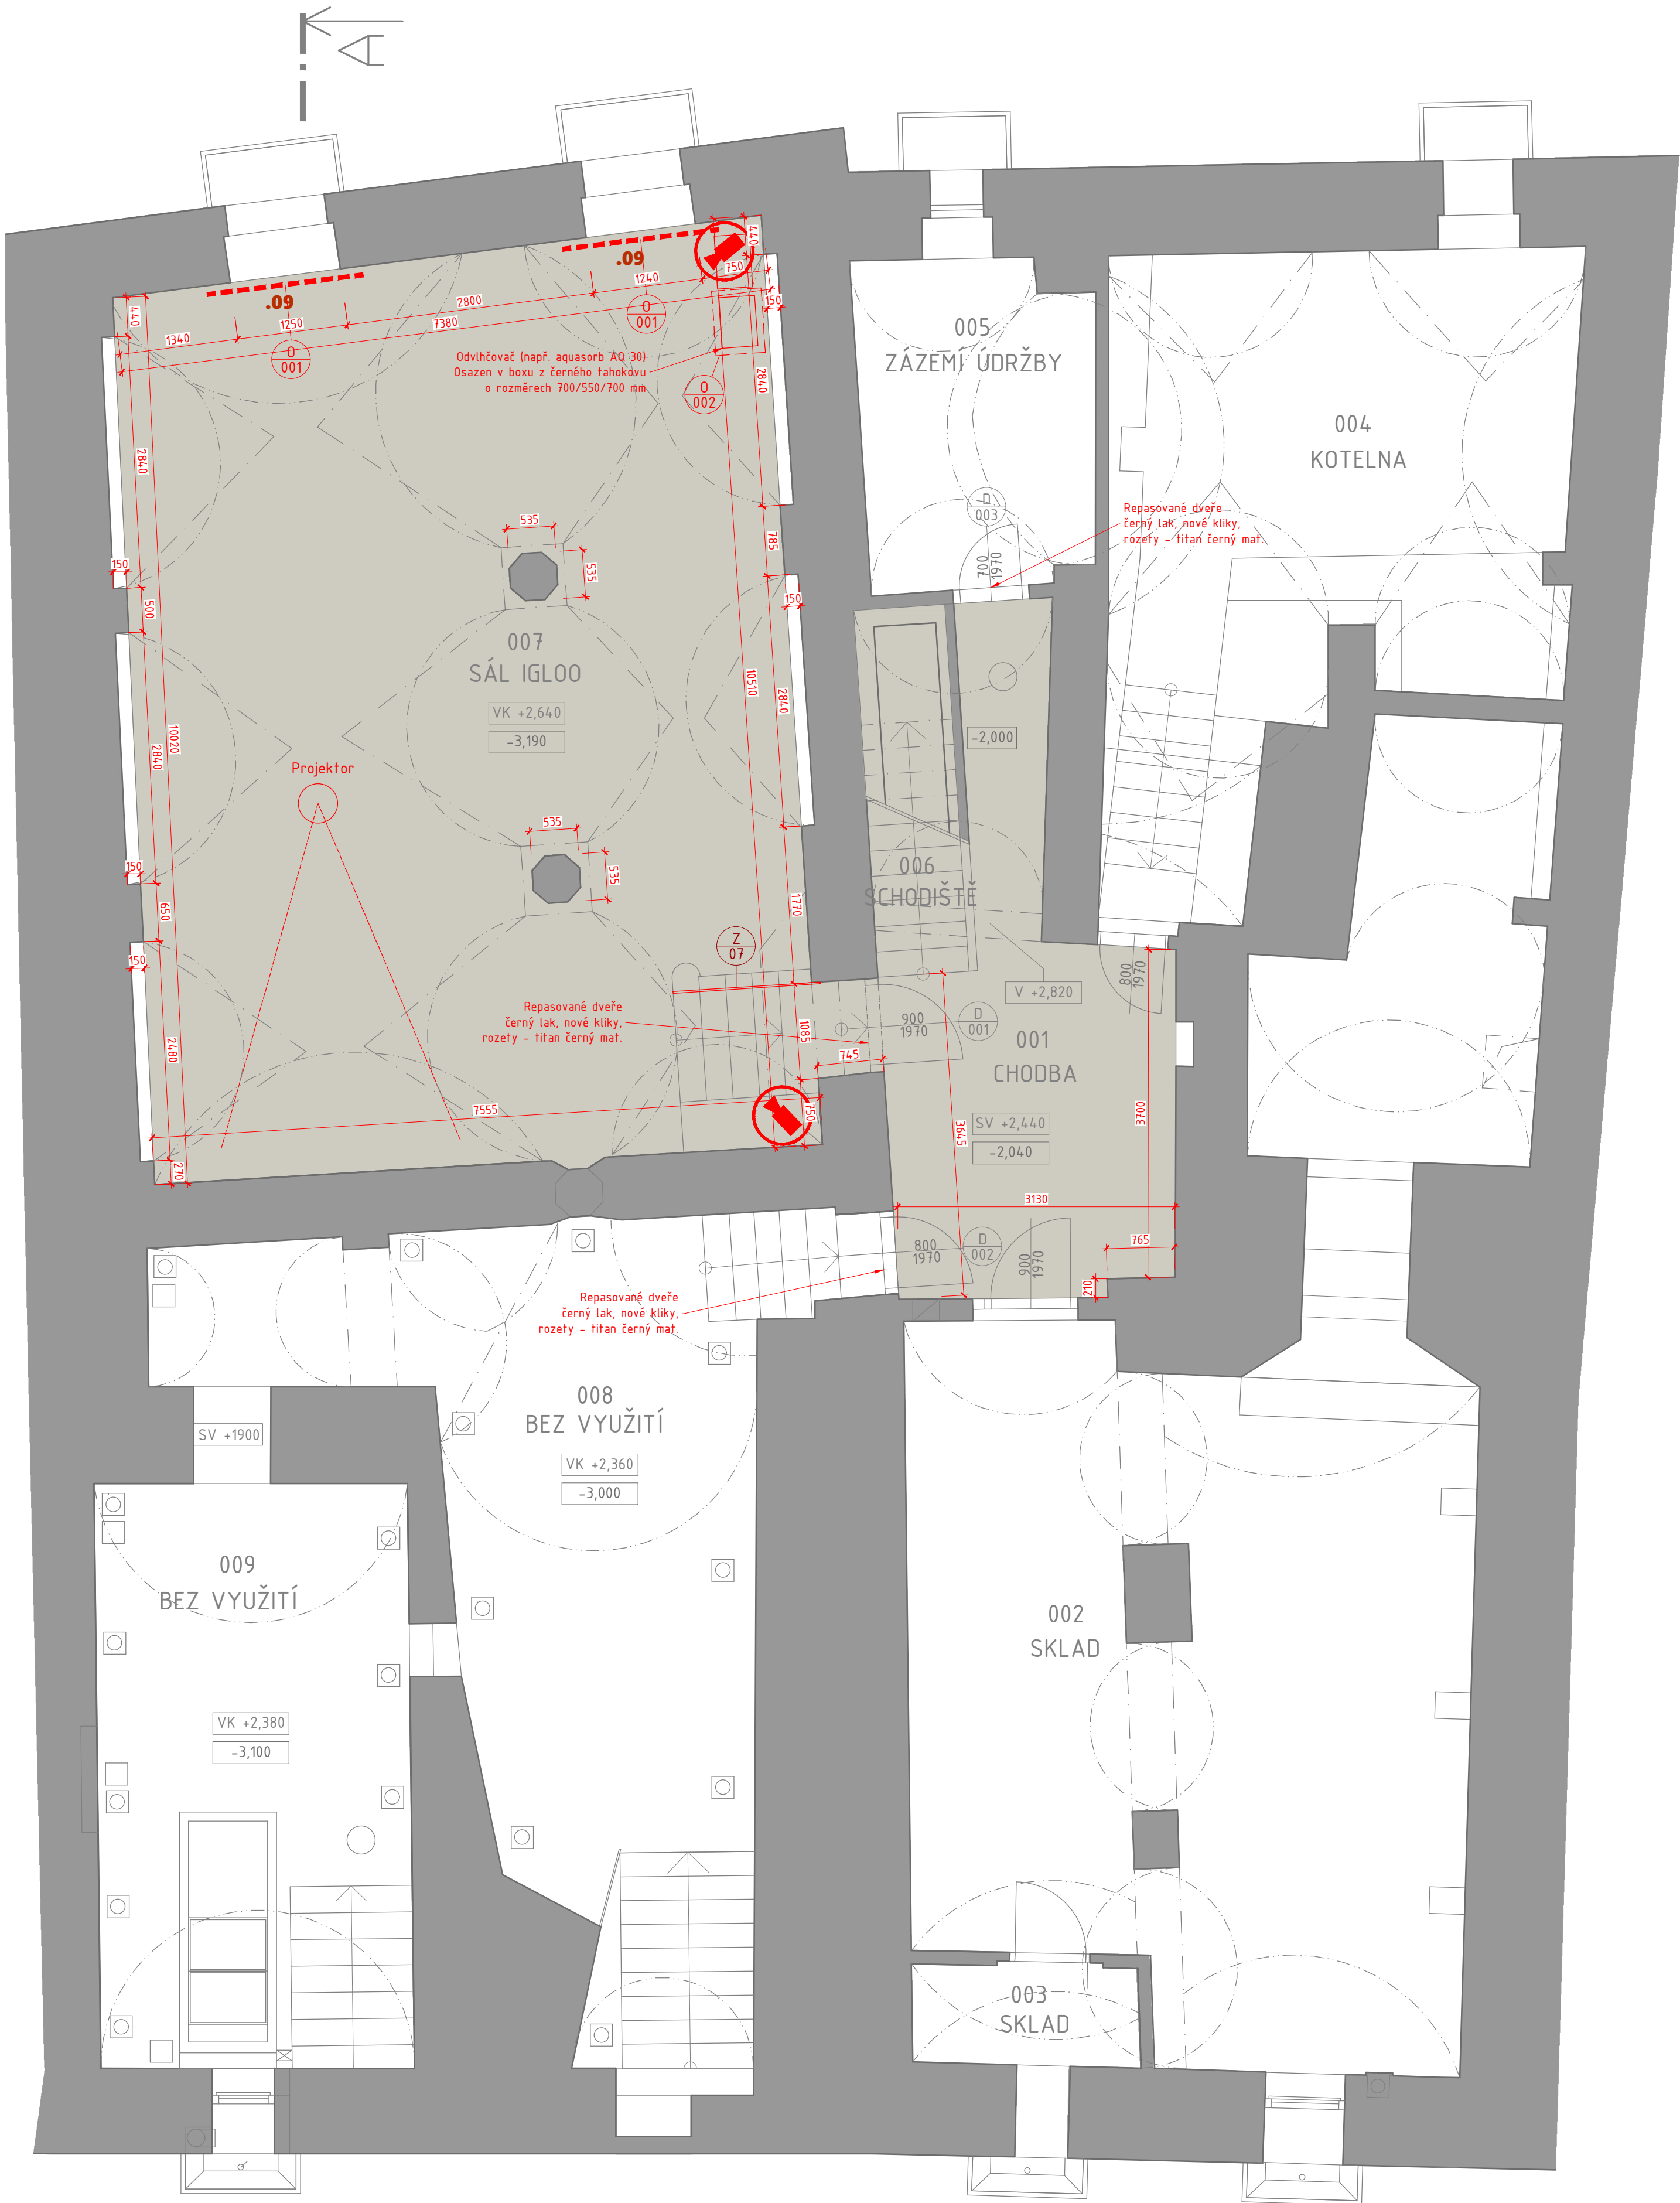 A
.09
.09
440
1340
1250
2800
7380
1240
750
440
150
O
001
O
001
O
002
Odvlhčovač (např. aquasorb AQ 30)
Osazen v boxu z černého tahokovu
o rozměrech 700/550/700 mm
2840
2840
785
150
500
150
535
535
007
SÁL IGLOO
VK +2,640
-3,190
10510
2840
10020
2840
Projektor
535
535
150
650
150
1770
Z
07
2480
Repasované dveře
černý lak, nové kliky,
rozety - titan černý mat.
1085
745
7555
750
270
005
ZÁZEMÍ ÚDRŽBY
D
003
700
1970
Repasované dveře
černý lak, nové kliky,
rozety - titan černý mat.
004
KOTELNA
-2,000
006
SCHODIŠTĚ
V +2,820
800
1970
900
1970
D
001
001
CHODBA
SV +2,440
-2,040
3645
3700
3130
765
210
800
1970
D
002
900
1970
Repasované dveře
černý lak, nové kliky,
rozety - titan černý mat.
008
BEZ VYUŽITÍ
VK +2,360
-3,000
SV +1900
009
BEZ VYUŽITÍ
VK +2,380
-3,100
002
SKLAD
003
SKLAD